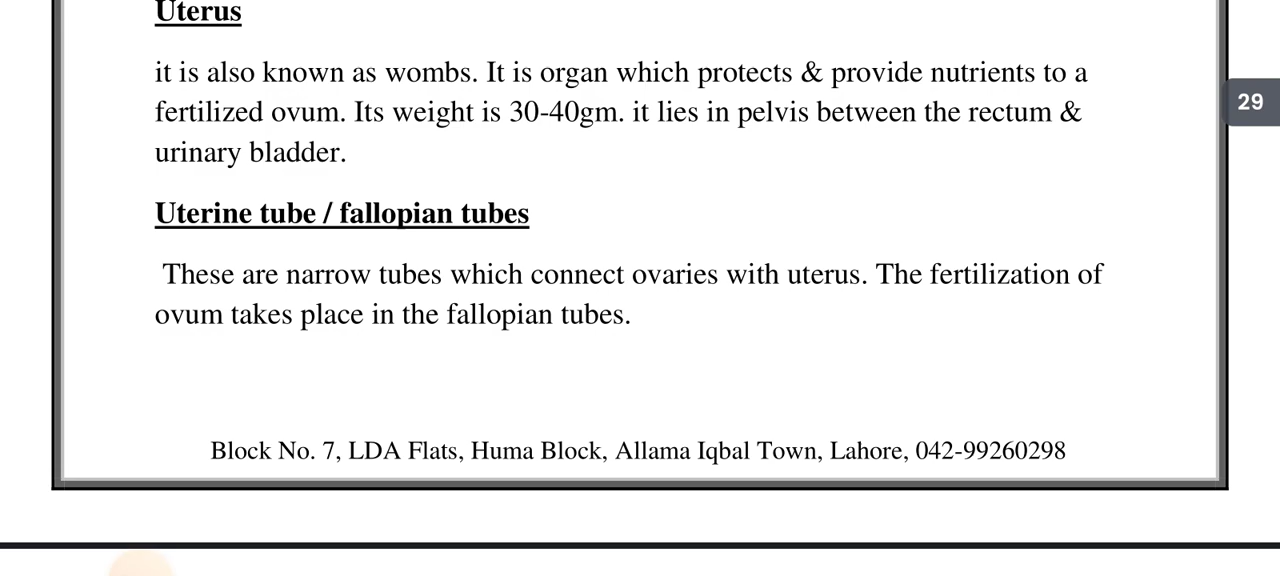 Uterus
it is also known as wombs. It is organ which protects & provide nutrients to a
fertilized ovum. Its weight is 30-40gm. it lies in pelvis between the rectum &
urinary bladder.
29
Uterine tube / fallopian tubes
These are narrow tubes which connect ovaries with uterus. The fertilization of
ovum takes place in the fallopian tubes.
Block No. 7, LDA Flats, Huma Block, Allama Iqbal Town, Lahore, 042-99260298